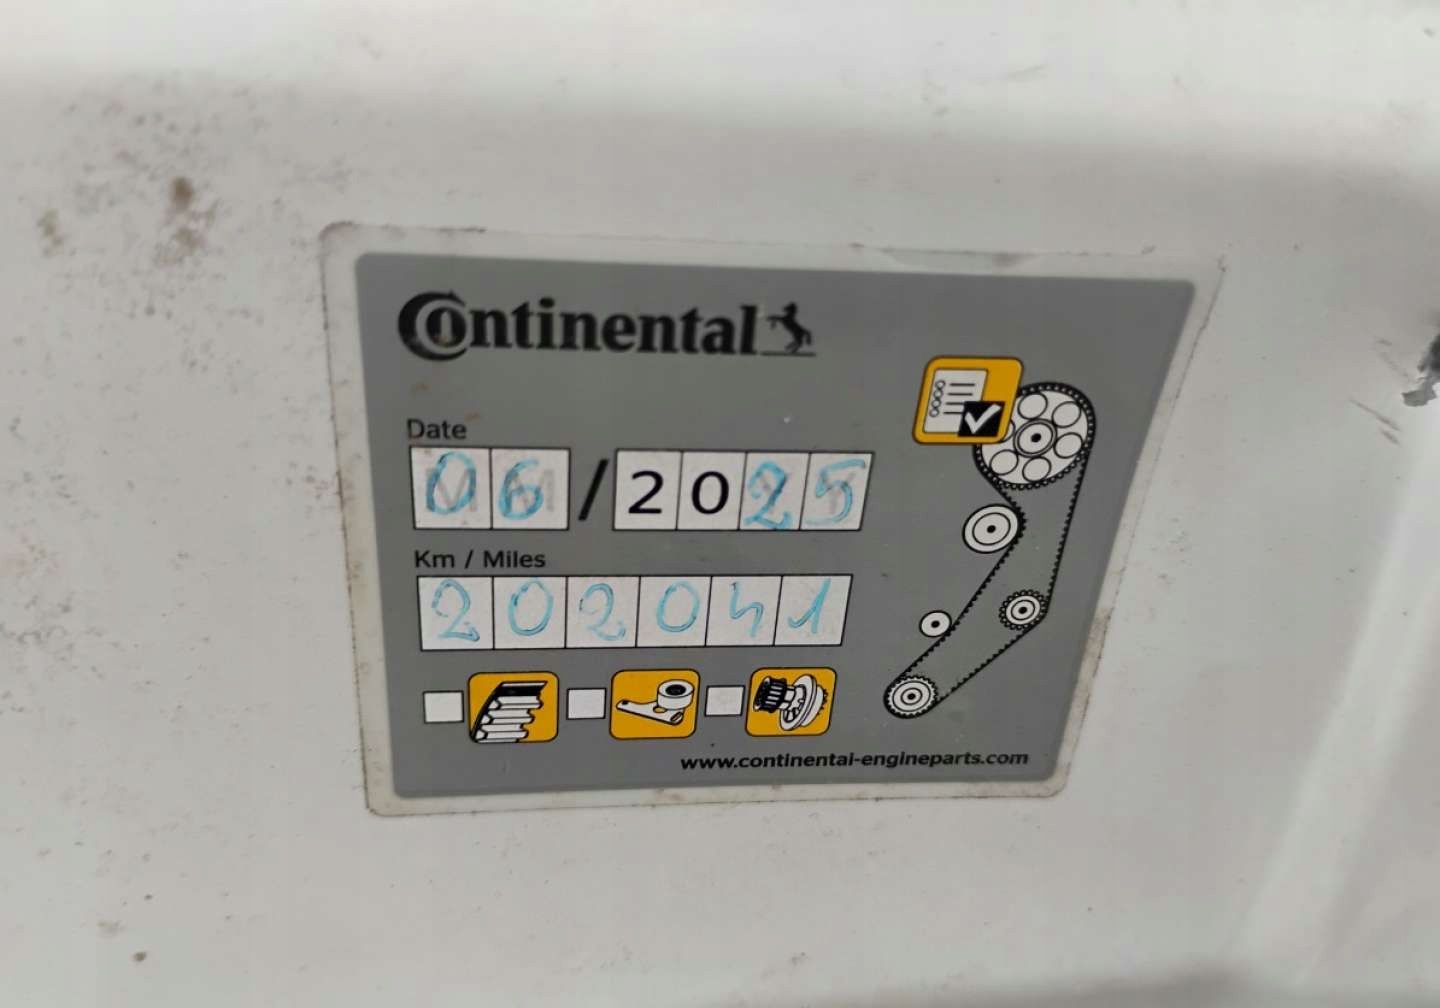 Continental
Date
06/2025
Km / Miles
202041
www.continental-engineparts.com